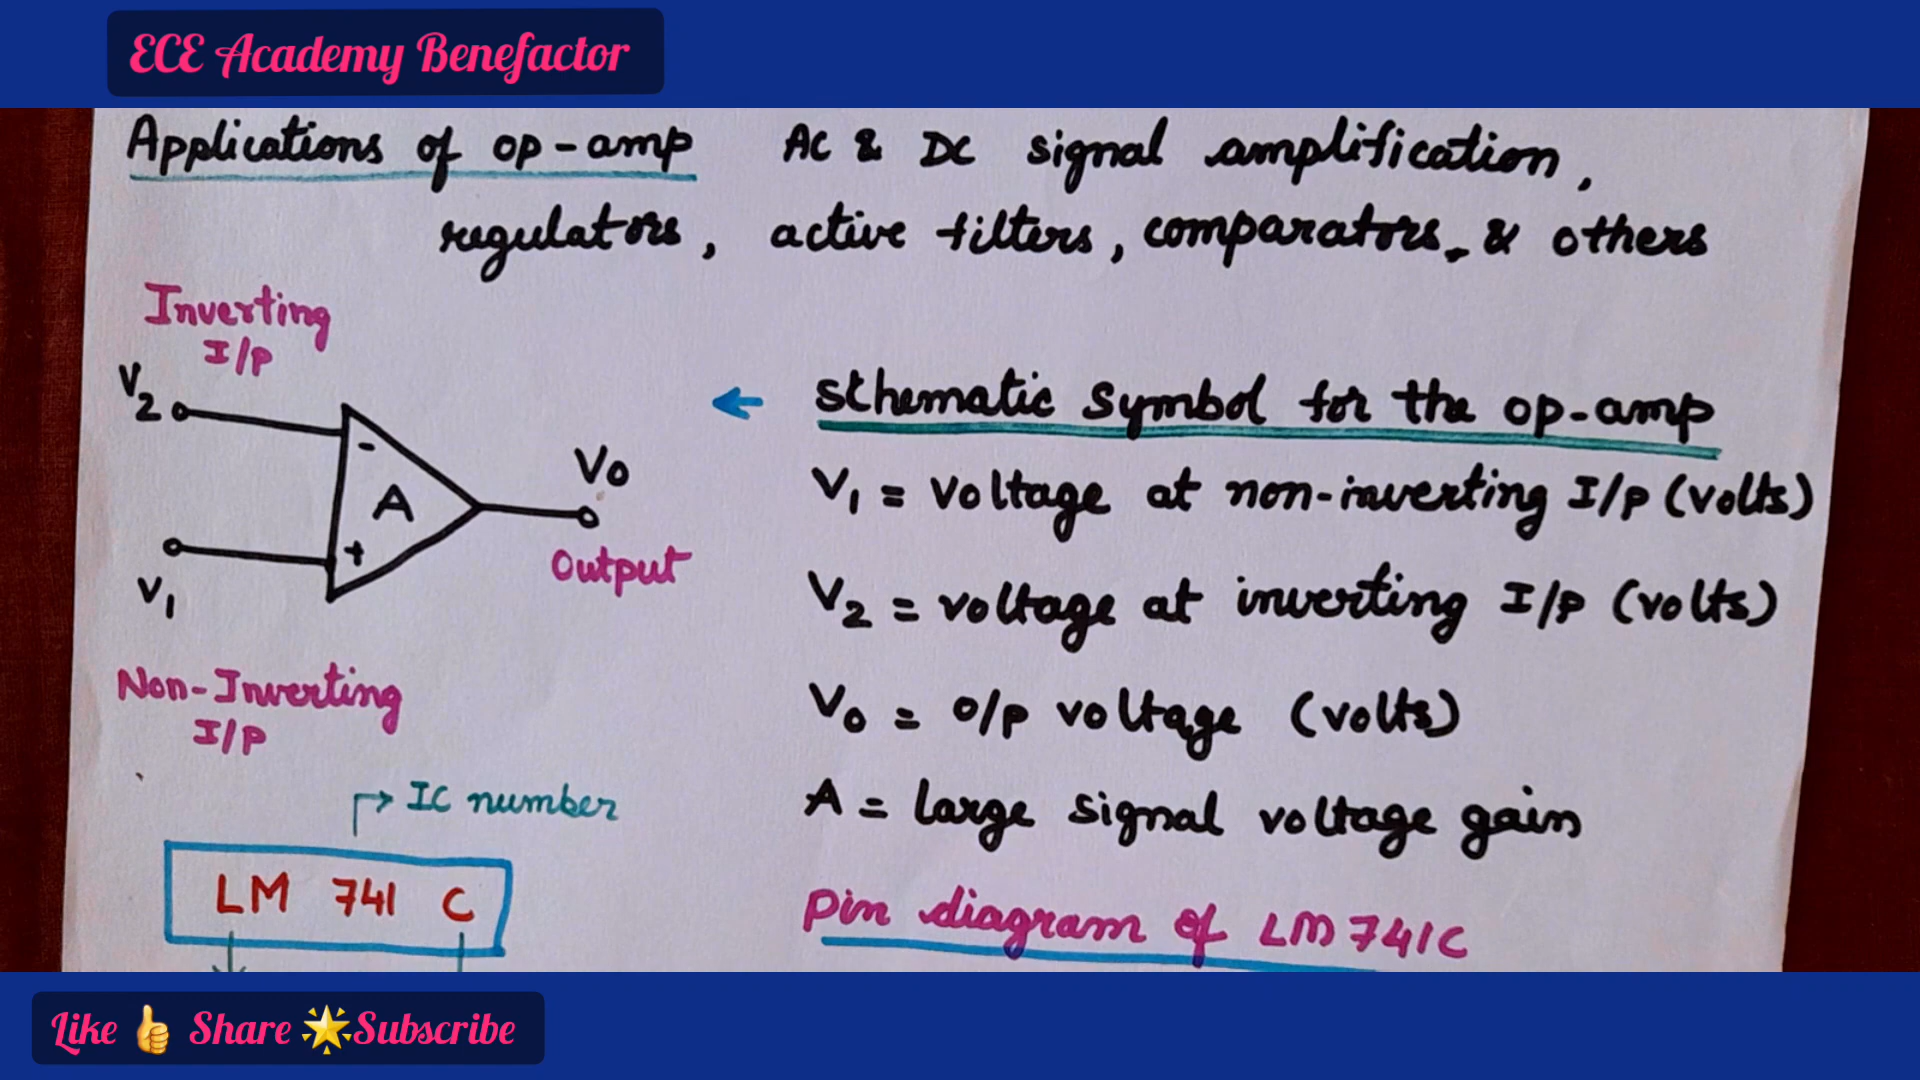 ECE Academy Benefactor
Applications of op-amp AC & DC signal amplification,
regulators, active filters, comparators, & others
Inverting
I/p
V2
-
A
+
V1
Vo
Output
Non-Inverting
I/p
← Schematic Symbol for the op-amp
V1 = Voltage at non-inverting I/p (volts)
V2 = voltage at inverting I/p (volts)
Vo = o/p voltage (volts)
A = large signal voltage gain
IC number
LM 741 C
Pin diagram of LM741C
Like 👍 Share 🌟Subscribe